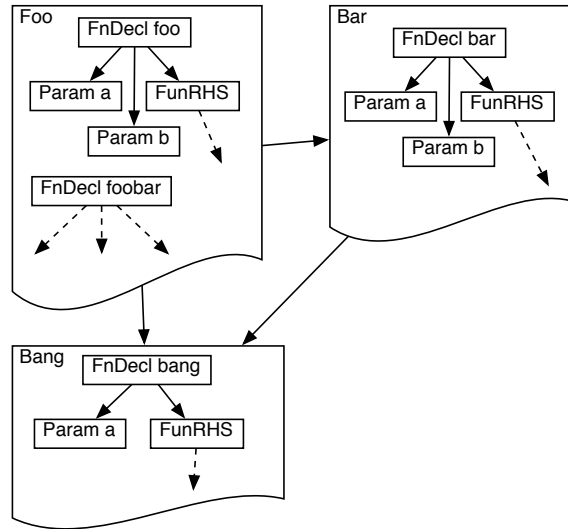 Foo
FnDecl foo
Param a
FunRHS
Param b
FnDecl foobar
Bar
FnDecl bar
Param a
FunRHS
Param b
Bang
FnDecl bang
Param a
FunRHS